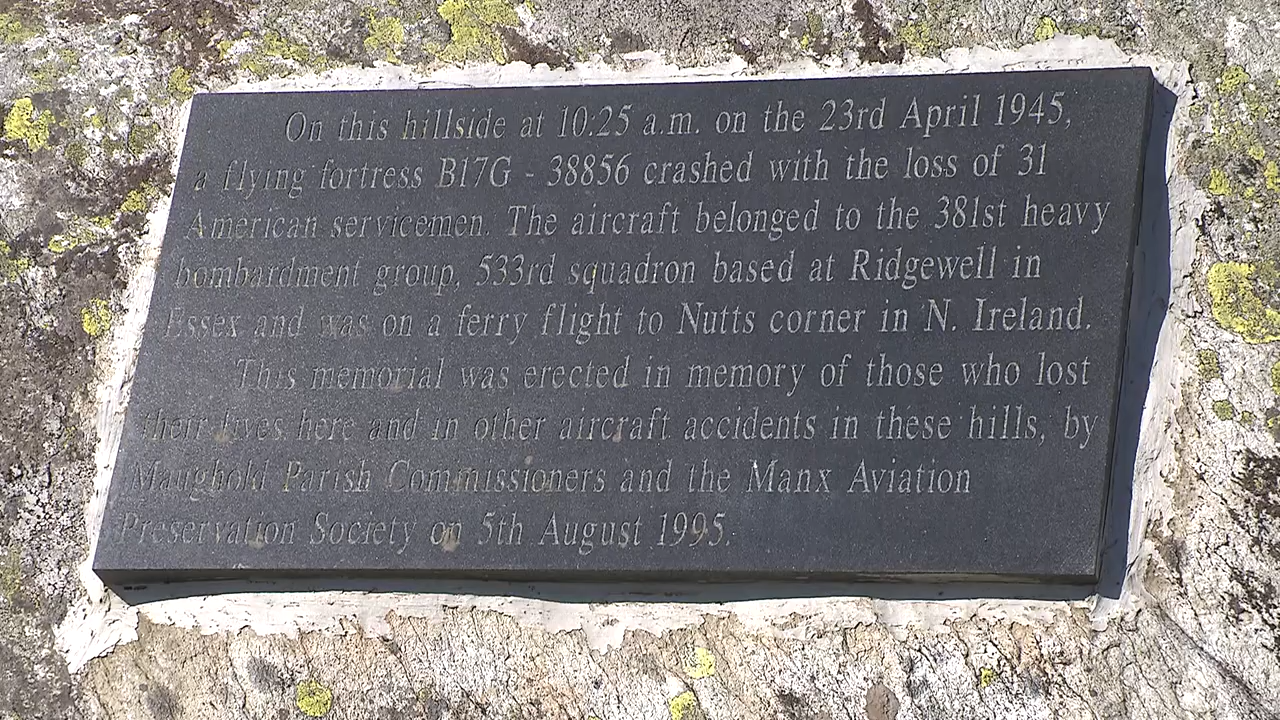 On this hillside at 10:25 a.m. on the 23rd April 1945,
a flying fortress B17G - 38856 crashed with the loss of 31
American servicemen. The aircraft belonged to the 381st heavy
bombardment group, 533rd squadron based at Ridgewell in
Essex and was on a ferry flight to Nutts corner in N. Ireland.
This memorial was erected in memory of those who lost
their lives here and in other aircraft accidents in these hills, by
Maughold Parish Commissioners and the Manx Aviation
Preservation Society on 5th August 1995.